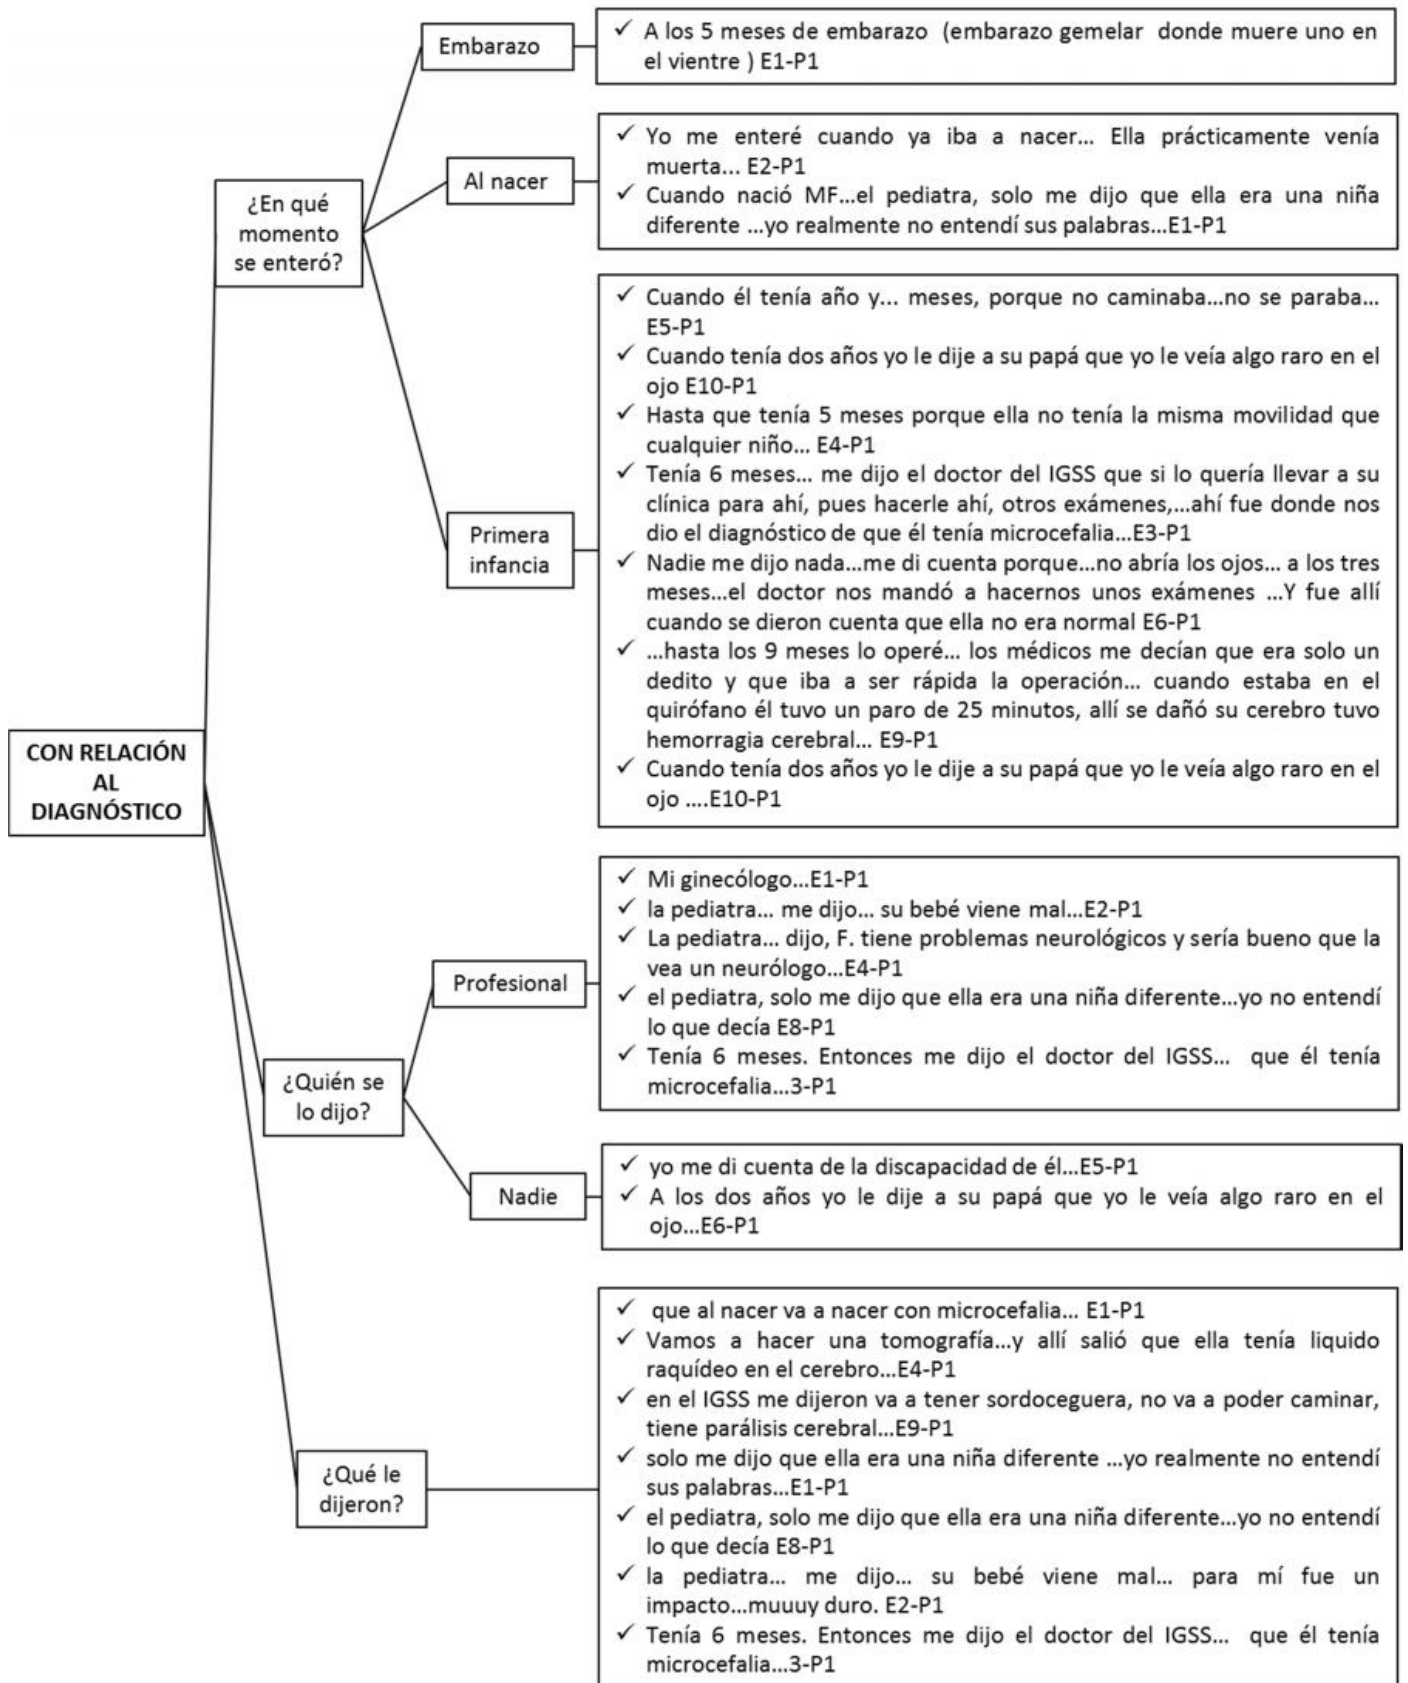 Embarazo
✓ A los 5 meses de embarazo (embarazo gemelar donde muere uno en
el vientre ) E1-P1
Al nacer
✓ Yo me enteré cuando ya iba a nacer... Ella prácticamente venía
muerta... E2-P1
✓ Cuando nació MF...el pediatra, solo me dijo que ella era una niña
diferente ...yo realmente no entendí sus palabras...E1-P1
¿En qué
momento
se enteró?
✓ Cuando él tenía año y... meses, porque no caminaba...no se paraba...
E5-P1
✓ Cuando tenía dos años yo le dije a su papá que yo le veía algo raro en el
ojo E10-P1
✓ Hasta que tenía 5 meses porque ella no tenía la misma movilidad que
cualquier niño... E4-P1
✓ Tenía 6 meses... me dijo el doctor del IGSS que si lo quería llevar a su
clínica para ahí, pues hacerle ahí, otros exámenes,...ahí fue donde nos
dio el diagnóstico de que él tenía microcefalia...E3-P1
✓ Nadie me dijo nada...me di cuenta porque...no abría los ojos... a los tres
meses...el doctor nos mandó a hacernos unos exámenes ...Y fue allí
cuando se dieron cuenta que ella no era normal E6-P1
✓ ...hasta los 9 meses lo operé... los médicos me decían que era solo un
dedito y que iba a ser rápida la operación... cuando estaba en el
quirófano él tuvo un paro de 25 minutos, allí se dañó su cerebro tuvo
hemorragia cerebral... E9-P1
✓ Cuando tenía dos años yo le dije a su papá que yo le veía algo raro en el
ojo ....E10-P1
Primera
infancia
CON RELACIÓN
AL
DIAGNÓSTICO
✓ Mi ginecólogo...E1-P1
✓ la pediatra... me dijo... su bebé viene mal...E2-P1
✓ La pediatra... dijo, F. tiene problemas neurológicos y sería bueno que la
vea un neurólogo...E4-P1
✓ el pediatra, solo me dijo que ella era una niña diferente...yo no entendí
lo que decía E8-P1
✓ Tenía 6 meses. Entonces me dijo el doctor del IGSS... que él tenía
microcefalia...3-P1
Profesional
¿Quién se
lo dijo?
Nadie
✓ yo me di cuenta de la discapacidad de él...E5-P1
✓ A los dos años yo le dije a su papá que yo le veía algo raro en el
ojo...E6-P1
✓ que al nacer va a nacer con microcefalia... E1-P1
✓ Vamos a hacer una tomografía...y allí salió que ella tenía liquido
raquídeo en el cerebro...E4-P1
✓ en el IGSS me dijeron va a tener sordoceguera, no va a poder caminar,
tiene parálisis cerebral...E9-P1
✓ solo me dijo que ella era una niña diferente ...yo realmente no entendí
sus palabras...E1-P1
✓ el pediatra, solo me dijo que ella era una niña diferente...yo no entendí
lo que decía E8-P1
✓ la pediatra... me dijo... su bebé viene mal... para mí fue un
impacto...muuuy duro. E2-P1
✓ Tenía 6 meses. Entonces me dijo el doctor del IGSS... que él tenía
microcefalia...3-P1
¿Qué le
dijeron?